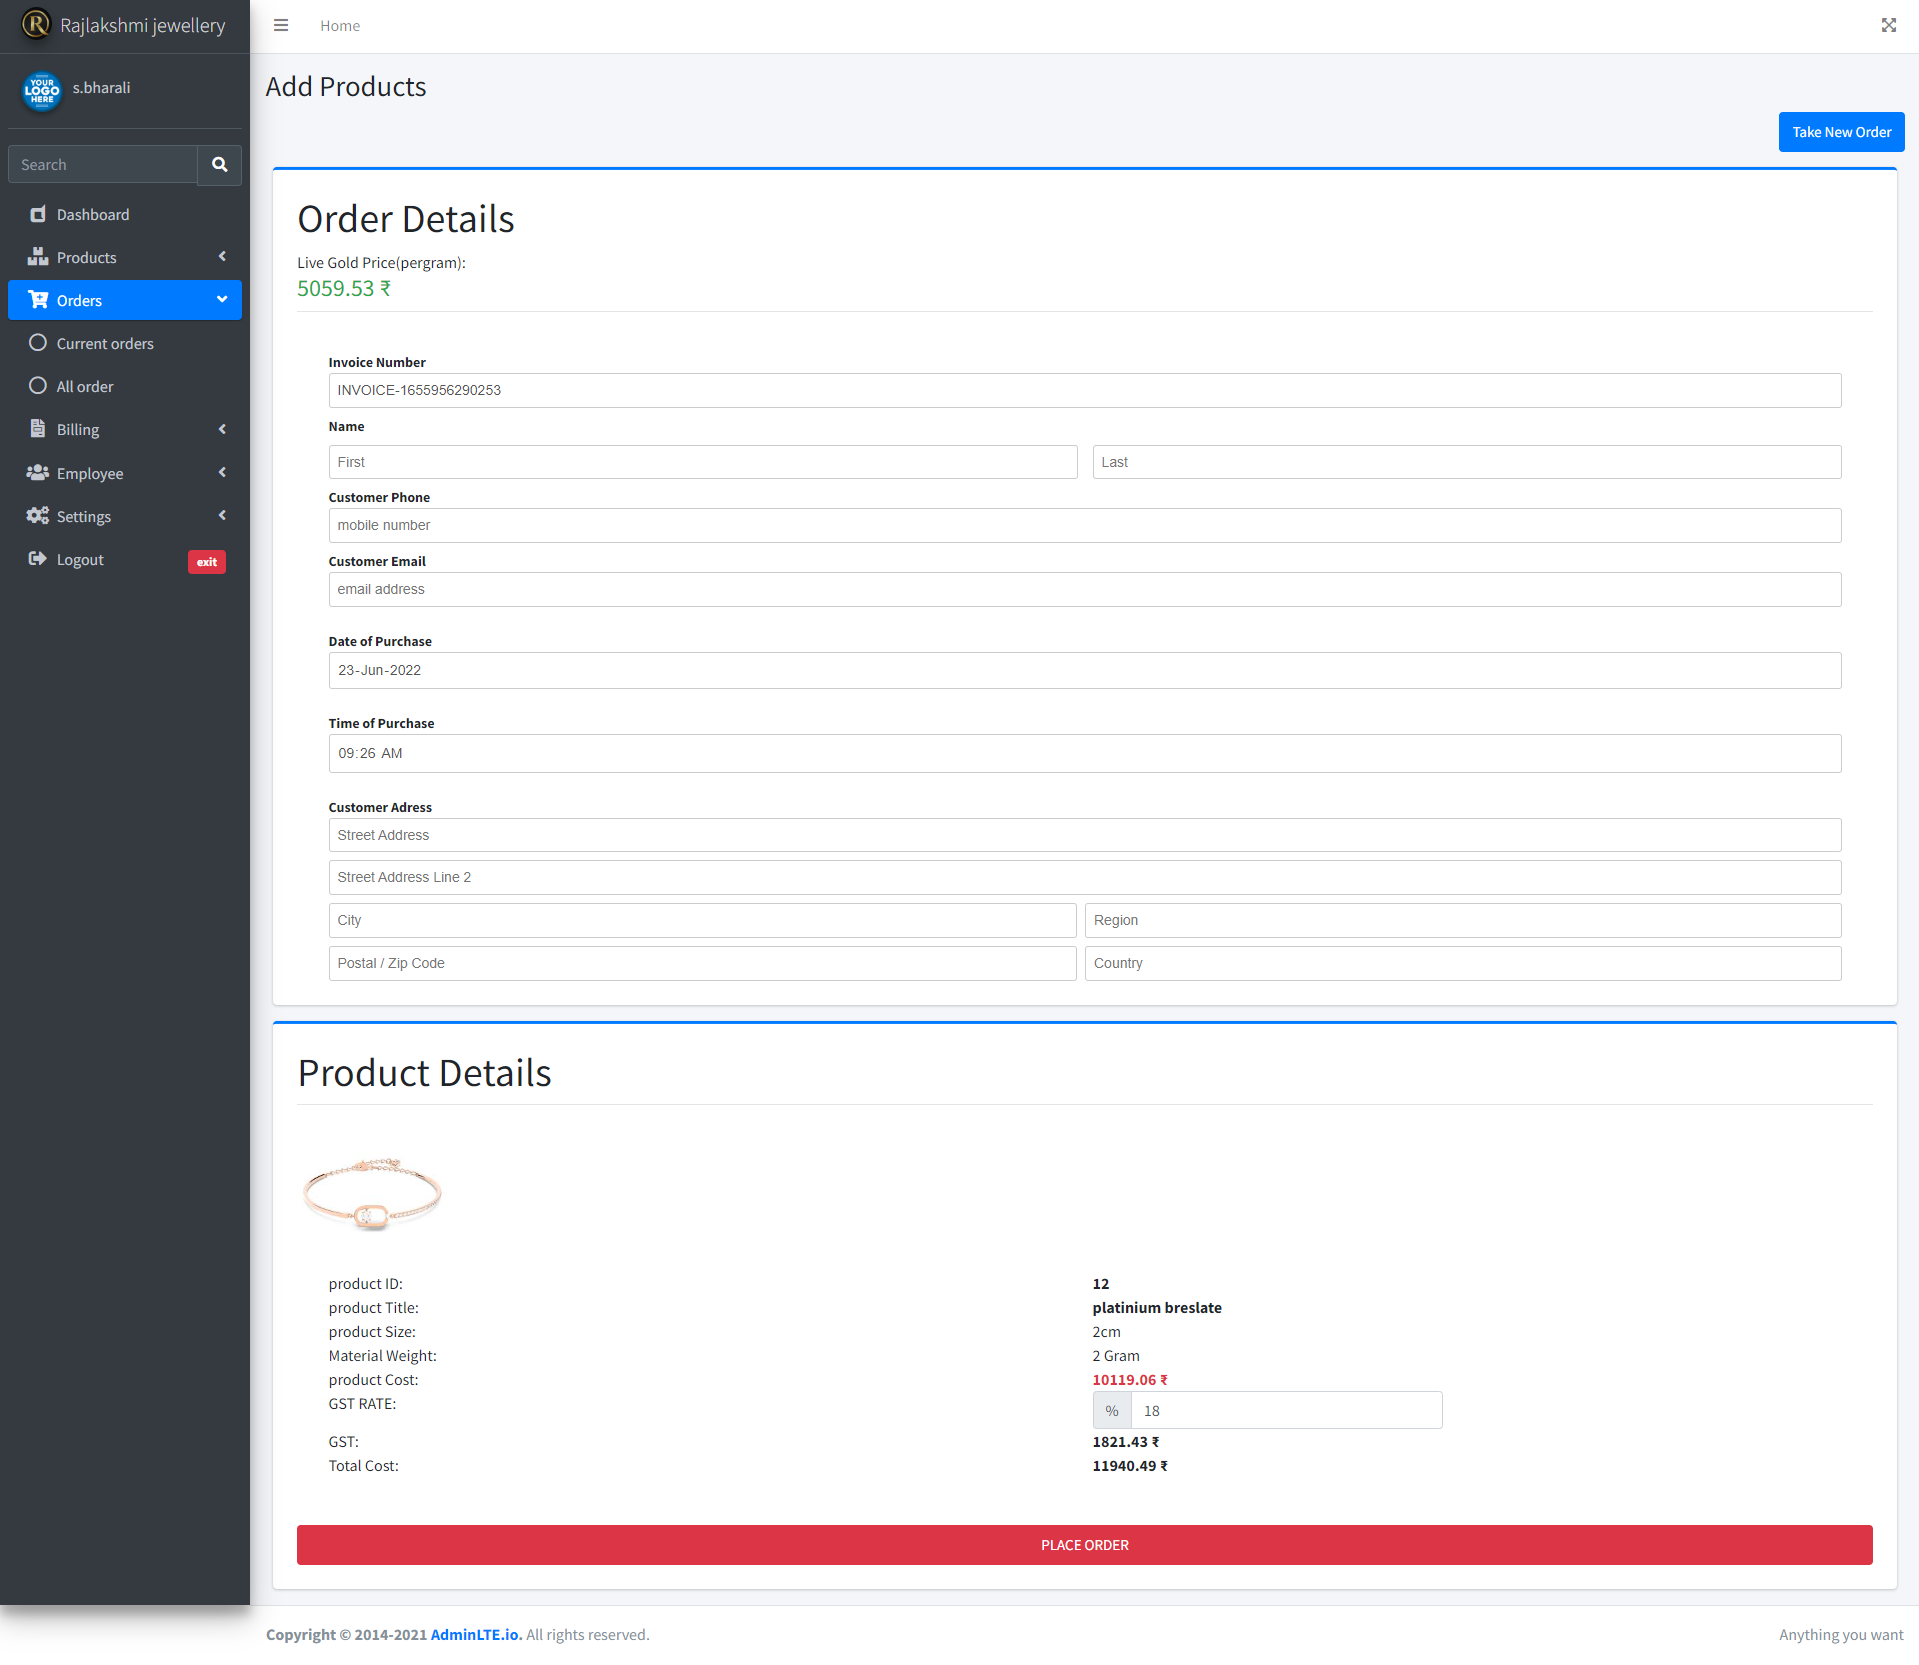 Rajlakshmi jewellery
Home
YOUR
LOGO
HERE
s.bharali
Search
Dashboard
Products
Orders
Current orders
All order
Billing
Employee
Settings
Logout
exit
Add Products
Take New Order
Order Details
Live Gold Price(pergram):
5059.53 ₹
Invoice Number
INVOICE-1655956290253
Name
First Last
Customer Phone
mobile number
Customer Email
email address
Date of Purchase
23-Jun-2022
Time of Purchase
09:26 AM
Customer Adress
Street Address
Street Address Line 2
City Region
Postal / Zip Code Country
Product Details
product ID: 12
product Title: platinium breslate
product Size: 2cm
Material Weight: 2 Gram
product Cost: 10119.06 ₹
GST RATE: % 18
GST: 1821.43 ₹
Total Cost: 11940.49 ₹
PLACE ORDER
Copyright © 2014-2021 AdminLTE.io. All rights reserved. Anything you want